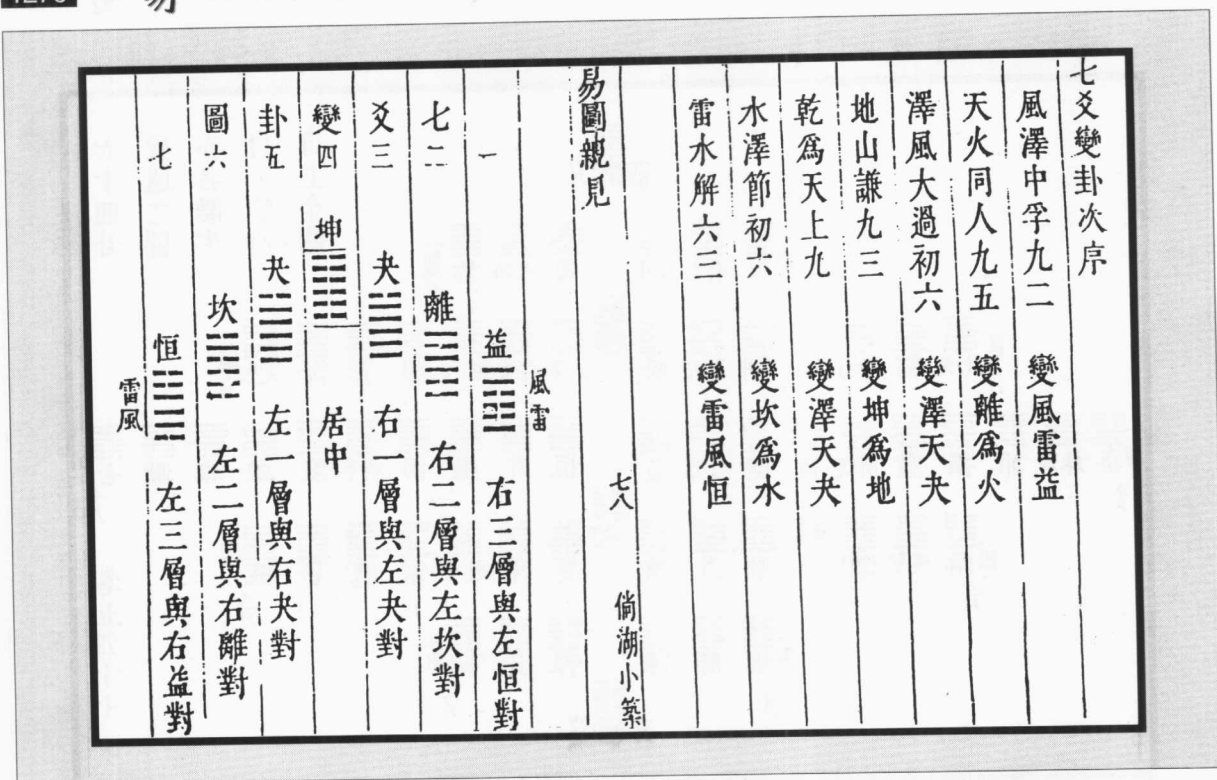 七爻變卦次序
風澤中孚九二　變風雷益
天火同人九五　變離爲火
澤風大過初六　變澤天夬
地山謙九三　變坤爲地
乾爲天上九　變澤天夬
水澤節初六　變坎爲水
雷水解六三　變雷風恒
七八　倘湖小築
易圖親見
風雷
一　益　右三層與左恒對
七二　離　右二層與左坎對
爻三　夬　右一層與左夬對
變四　坤　居中
卦五　夬　左一層與右夬對
圖六　坎　左二層與右離對
七　恒　左三層與右益對
雷風